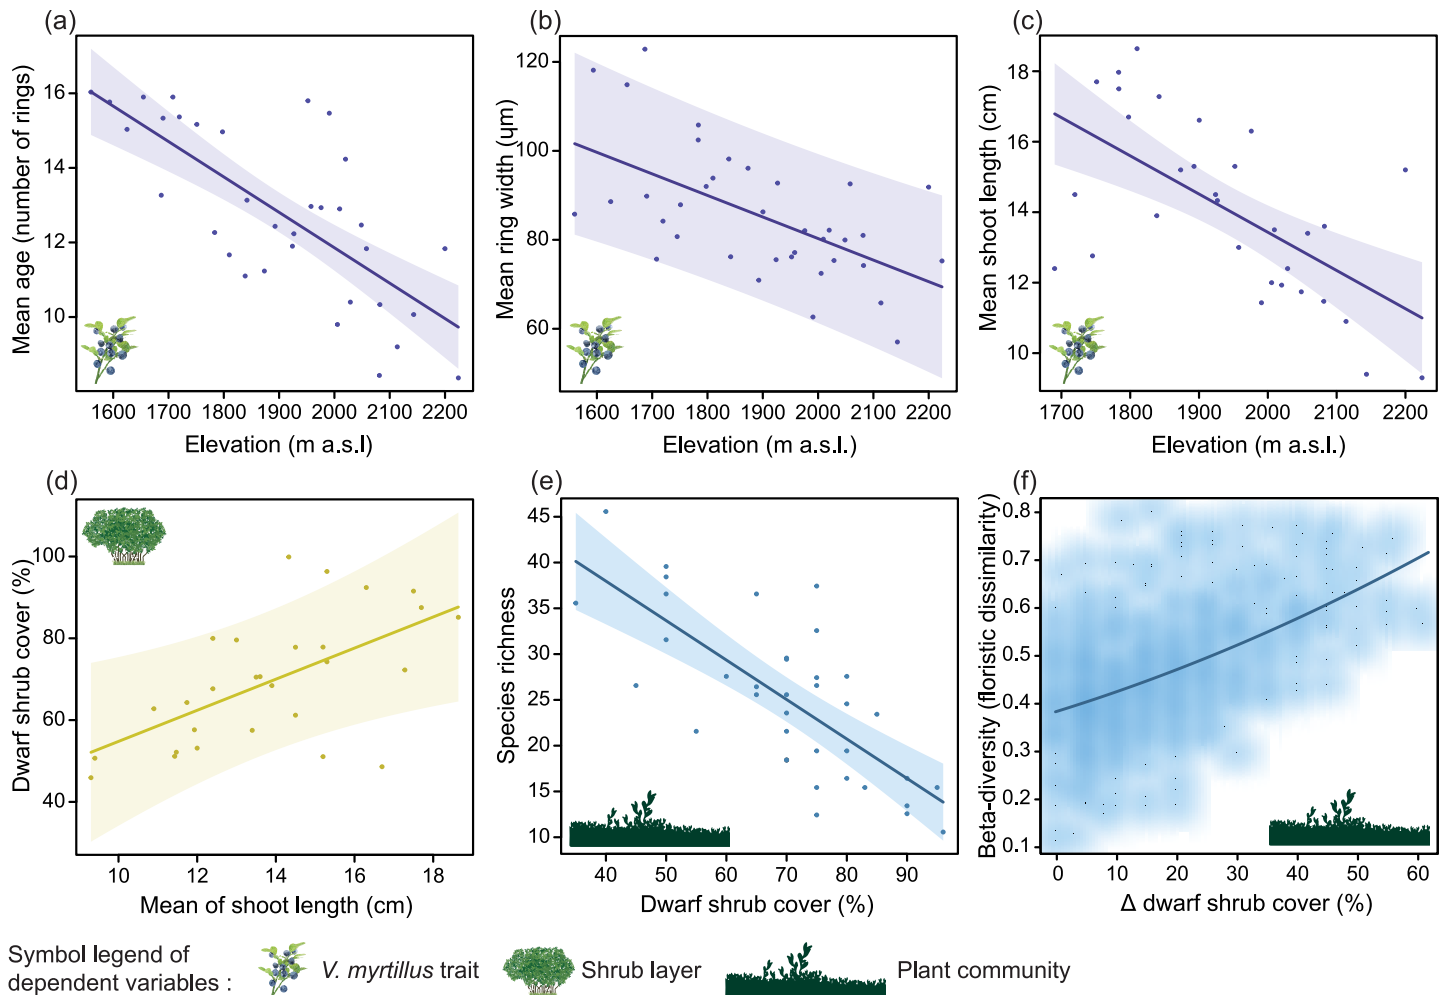 (a)
Mean age (number of rings)
16
14
12
10
1600 1700 1800 1900 2000 2100 2200
Elevation (m a.s.l)
(b)
Mean ring width (ųm)
120
100
80
60
1600 1700 1800 1900 2000 2100 2200
Elevation (m a.s.l.)
(c)
Mean shoot length (cm)
18
16
14
12
10
1700 1800 1900 2000 2100 2200
Elevation (m a.s.l.)
(d)
Dwarf shrub cover (%)
100
80
60
40
10 12 14 16 18
Mean of shoot length (cm)
(e)
Species richness
45
40
35
30
25
20
15
10
40 50 60 70 80 90
Dwarf shrub cover (%)
(f)
Beta-diversity (floristic dissimilarity)
0.8
0.7
0.6
0.5
0.4
0.3
0.2
0.1
0 10 20 30 40 50 60
Δ dwarf shrub cover (%)
Symbol legend of
dependent variables :
V. myrtillus trait
Shrub layer
Plant community